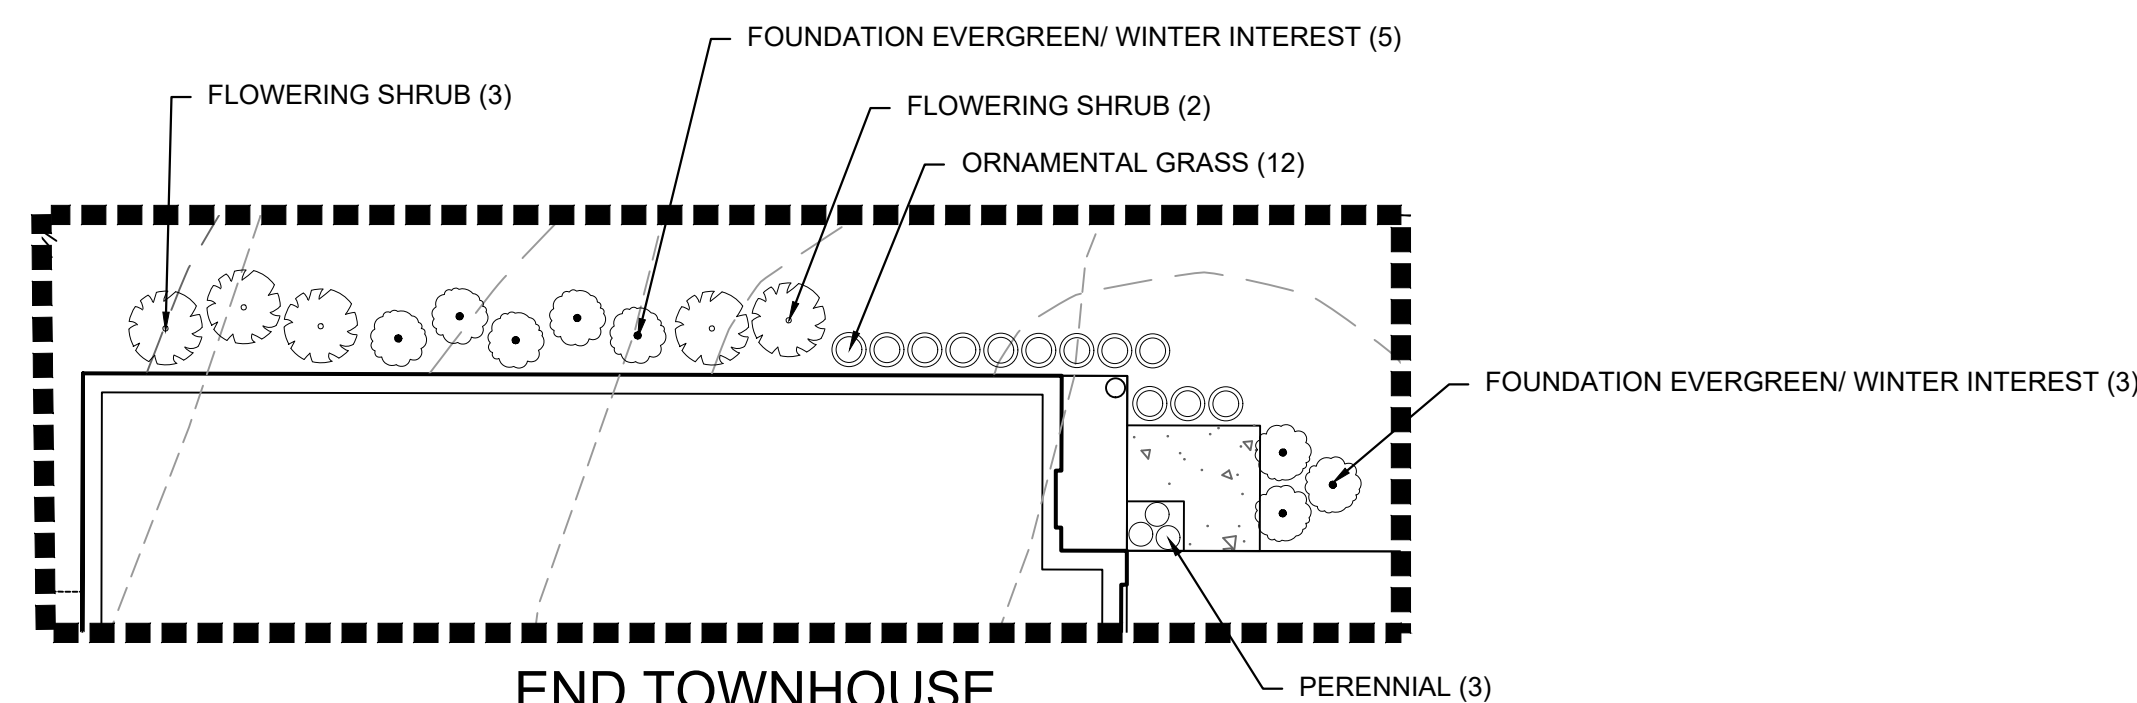 FOUNDATION EVERGREEN/ WINTER INTEREST (5)
FLOWERING SHRUB (3)
FLOWERING SHRUB (2)
ORNAMENTAL GRASS (12)
FOUNDATION EVERGREEN/ WINTER INTEREST (3)
END TOWNHOUSE
PERENNIAL (3)